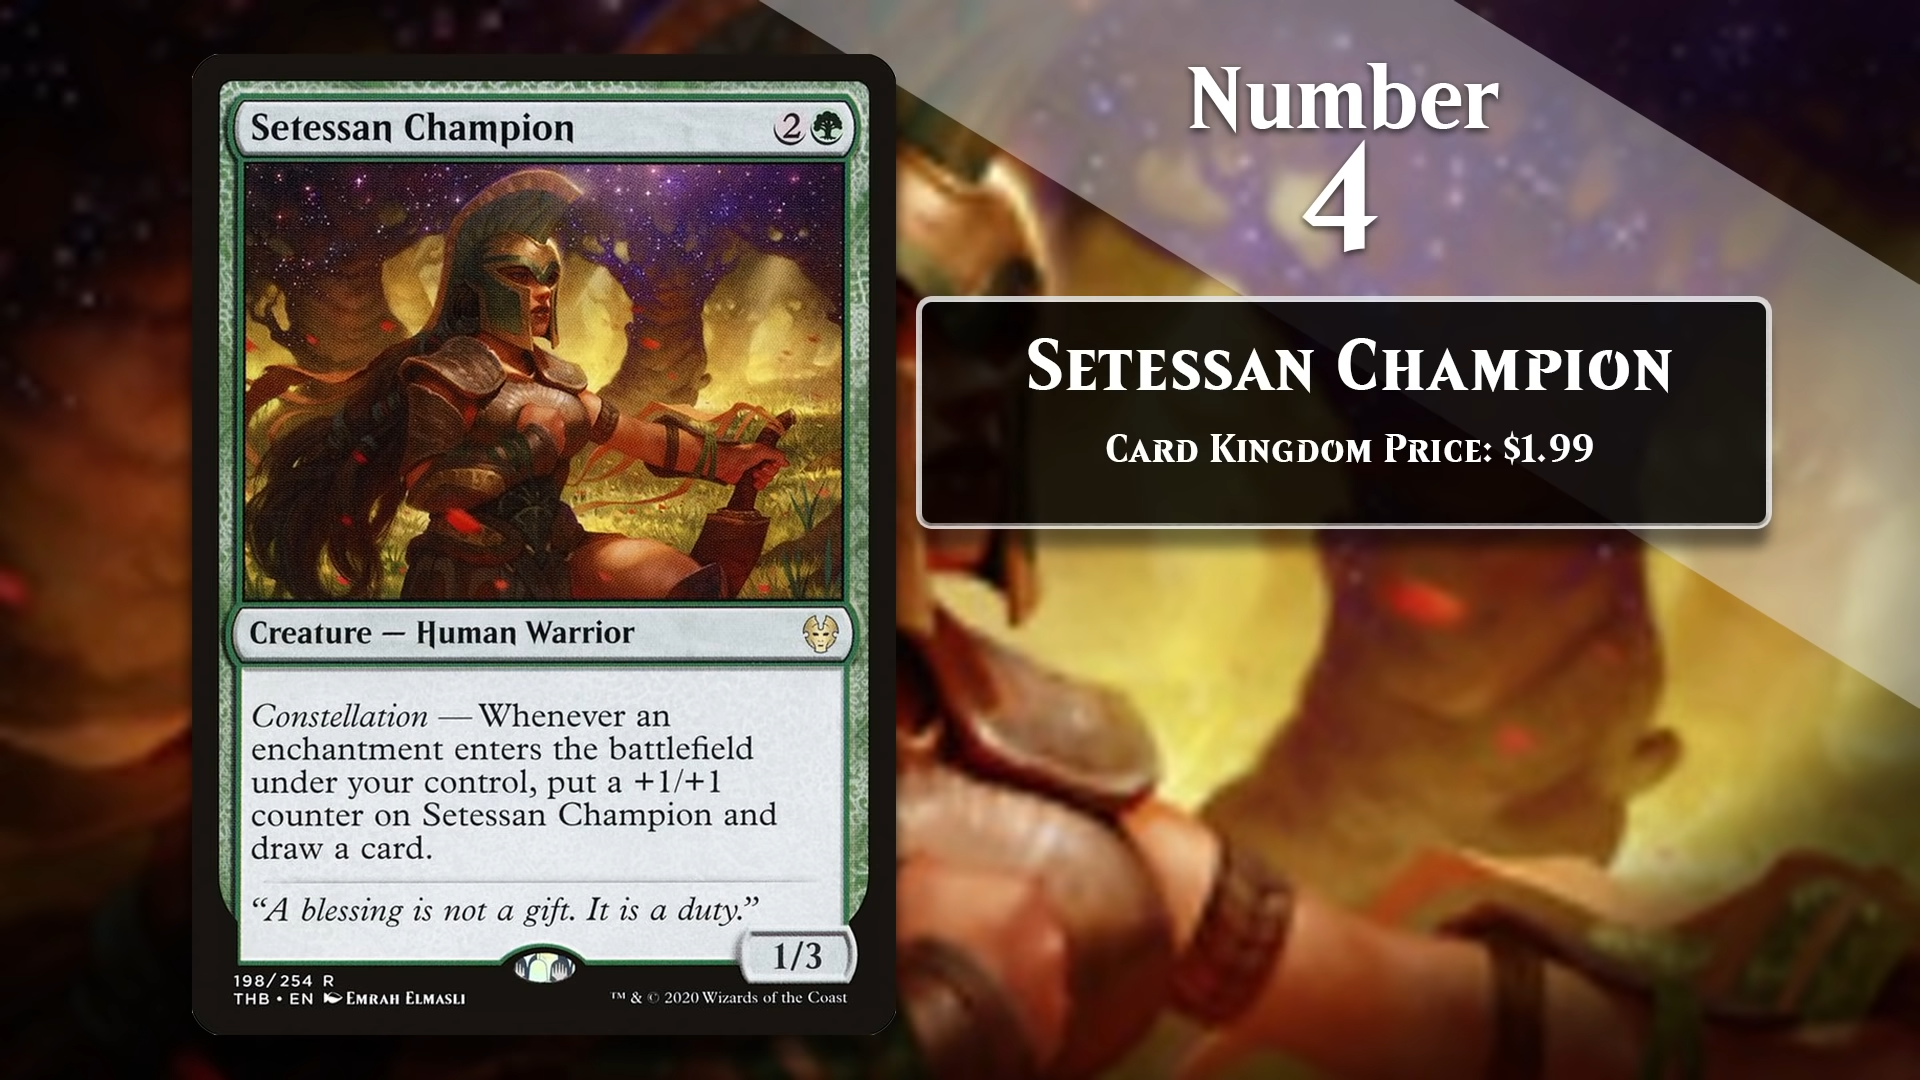 Setessan Champion 2
Creature — Human Warrior
Constellation — Whenever an
enchantment enters the battlefield
under your control, put a +1/+1
counter on Setessan Champion and
draw a card.
“A blessing is not a gift. It is a duty.”
1/3
198/254 R
THB • EN Emrah Elmasli
™ & © 2020 Wizards of the Coast
Number
4
Setessan Champion
Card Kingdom Price: $1.99